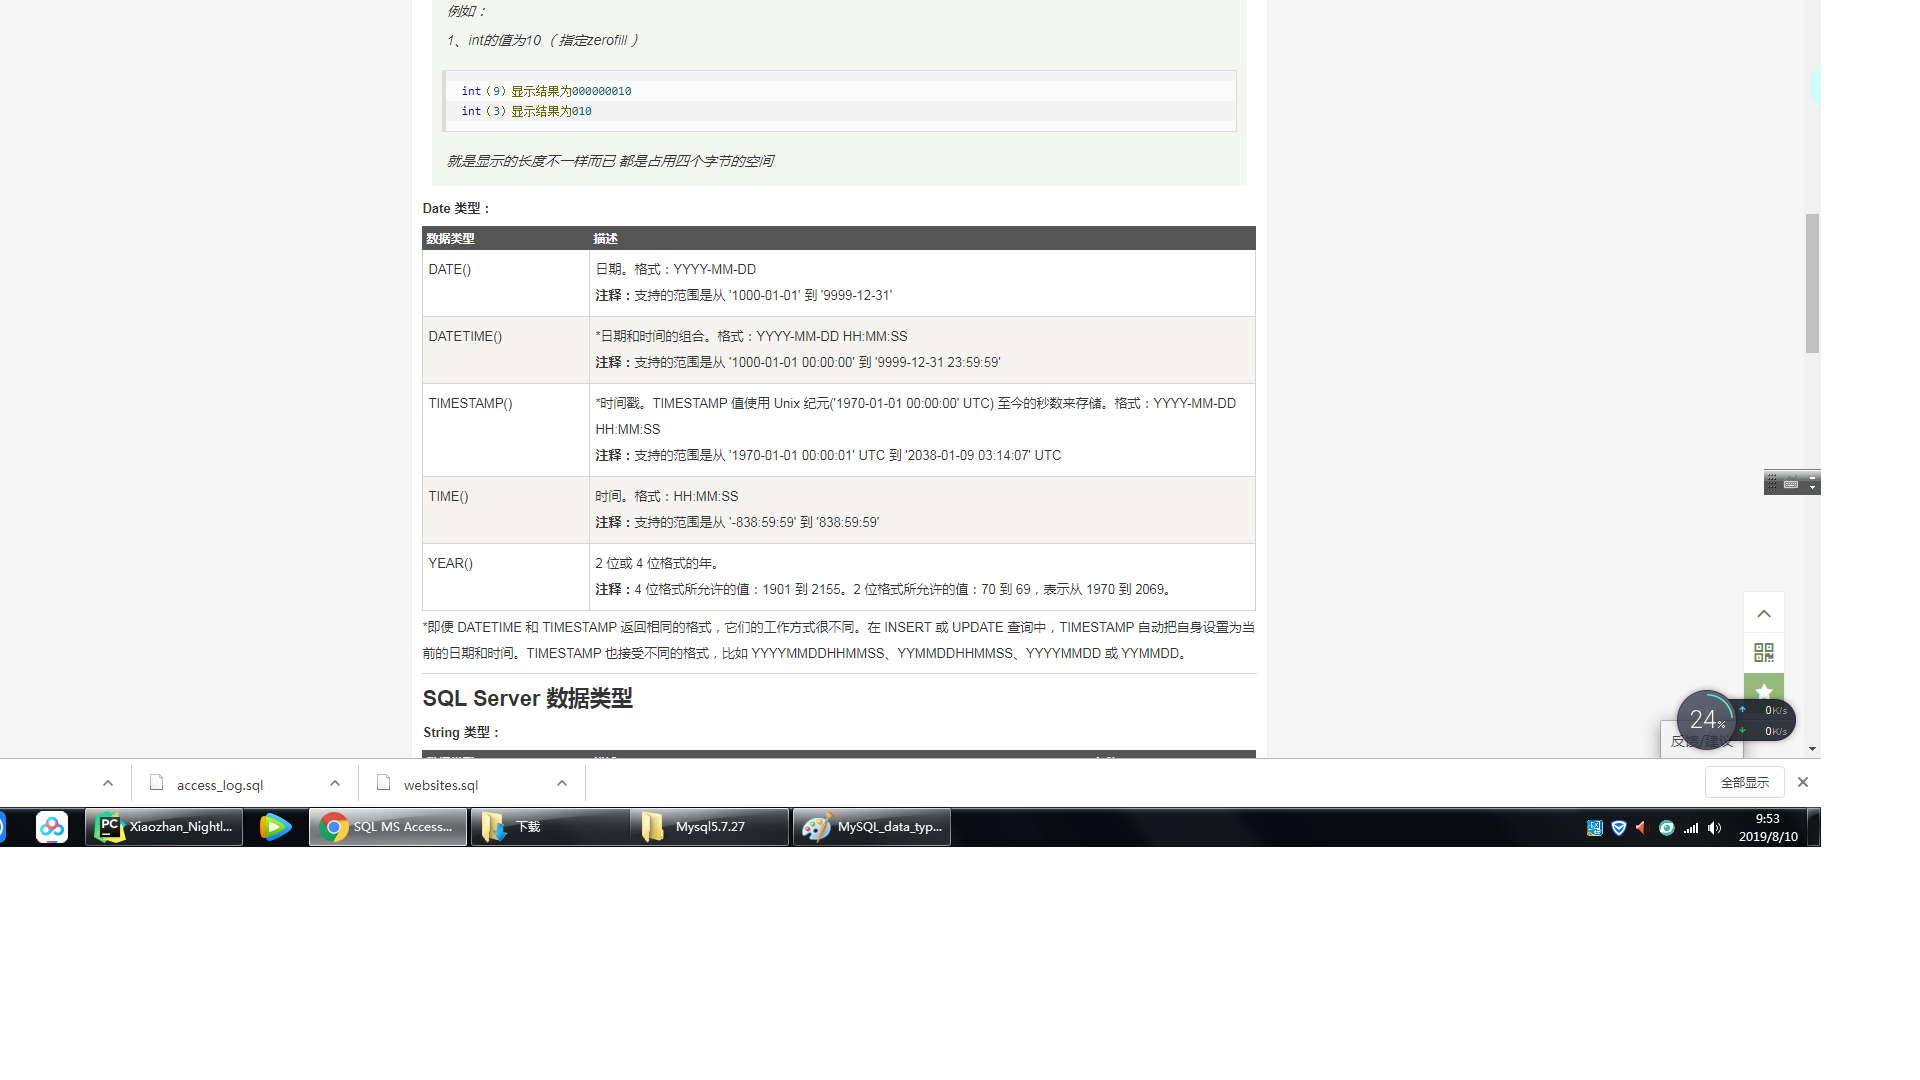 例如：
1、int的值为10（指定zerofill）
int（9）显示结果为000000010
int（3）显示结果为010
就是显示的长度不一样而已 都是占用四个字节的空间
Date 类型：
数据类型 描述
DATE() 日期。格式：YYYY-MM-DD
注释：支持的范围是从 '1000-01-01' 到 '9999-12-31'
DATETIME() *日期和时间的组合。格式：YYYY-MM-DD HH:MM:SS
注释：支持的范围是从 '1000-01-01 00:00:00' 到 '9999-12-31 23:59:59'
TIMESTAMP() *时间戳。TIMESTAMP 值使用 Unix 纪元('1970-01-01 00:00:00' UTC) 至今的秒数来存储。格式：YYYY-MM-DD
HH:MM:SS
注释：支持的范围是从 '1970-01-01 00:00:01' UTC 到 '2038-01-09 03:14:07' UTC
TIME() 时间。格式：HH:MM:SS
注释：支持的范围是从 '-838:59:59' 到 '838:59:59'
YEAR() 2 位或 4 位格式的年。
注释：4 位格式所允许的值：1901 到 2155。2 位格式所允许的值：70 到 69，表示从 1970 到 2069。
*即便 DATETIME 和 TIMESTAMP 返回相同的格式，它们的工作方式很不同。在 INSERT 或 UPDATE 查询中，TIMESTAMP 自动把自身设置为当
前的日期和时间。TIMESTAMP 也接受不同的格式，比如 YYYYMMDDHHMMSS、YYMMDDHHMMSS、YYYYMMDD 或 YYMMDD。
SQL Server 数据类型
String 类型：
24%
0K/s
0K/s
反馈/建议
access_log.sql
websites.sql
全部显示
Xiaozhan_Nightl...
SQL MS Access...
下载
Mysql5.7.27
MySQL_data_typ...
9:53
2019/8/10